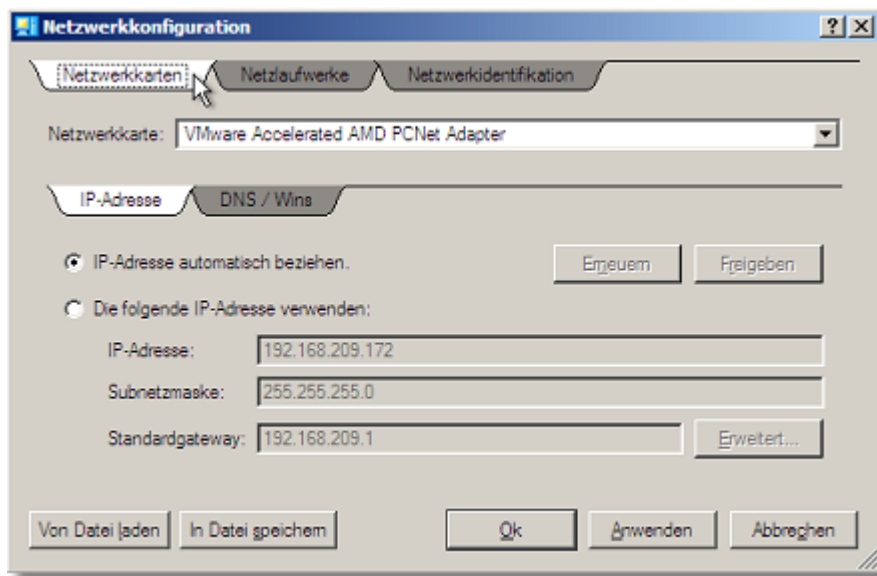 Netzwerkkonfiguration
Netzwerkkarten Netzlaufwerke Netzwerkidentifikation
Netzwerkkarte: VMware Accelerated AMD PCNet Adapter
IP-Adresse DNS / Wins
IP-Adresse automatisch beziehen. Erneuern Freigeben
Die folgende IP-Adresse verwenden:
IP-Adresse: 192.168.209.172
Subnetzmaske: 255.255.255.0
Standardgateway: 192.168.209.1 Erweitert...
Von Datei laden In Datei speichern Ok Anwenden Abbrechen